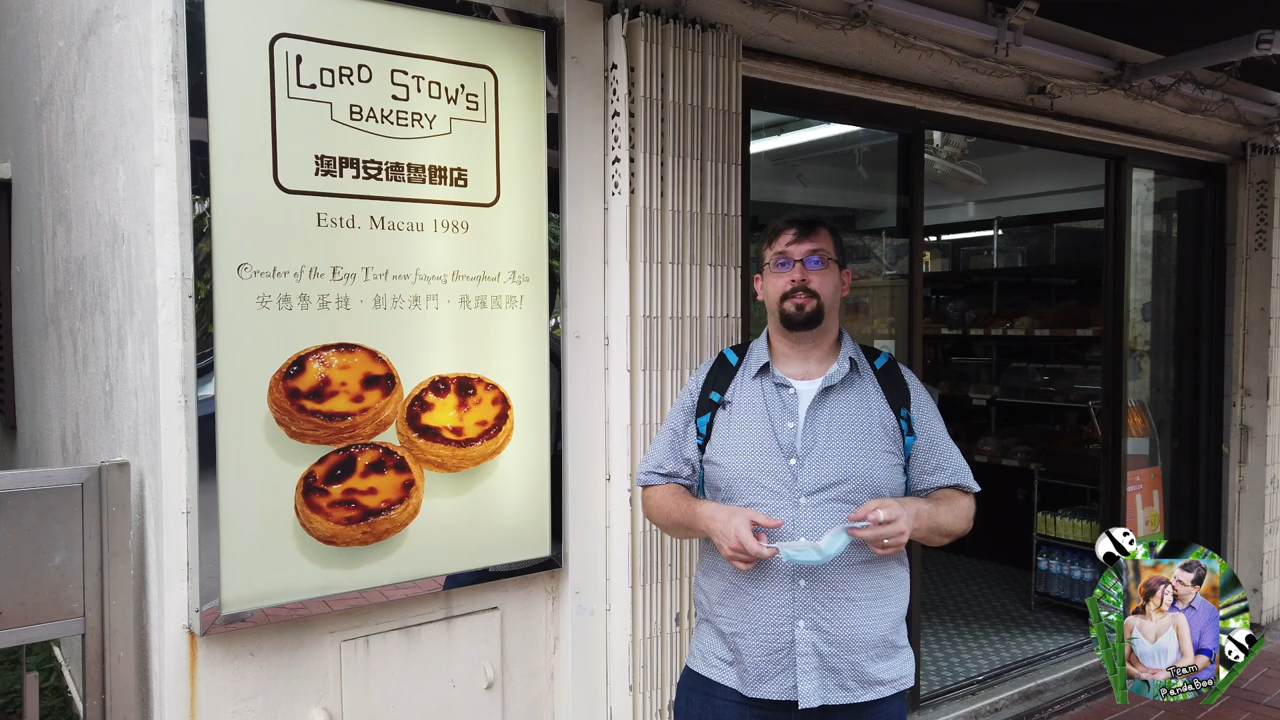 LORD STOW'S
BAKERY
澳門安德魯餅店
Estd. Macau 1989
Creator of the Egg Tart now famous throughout Asia
安德魯蛋撻，創於澳門，飛躍國際!
Team
PandaBoo